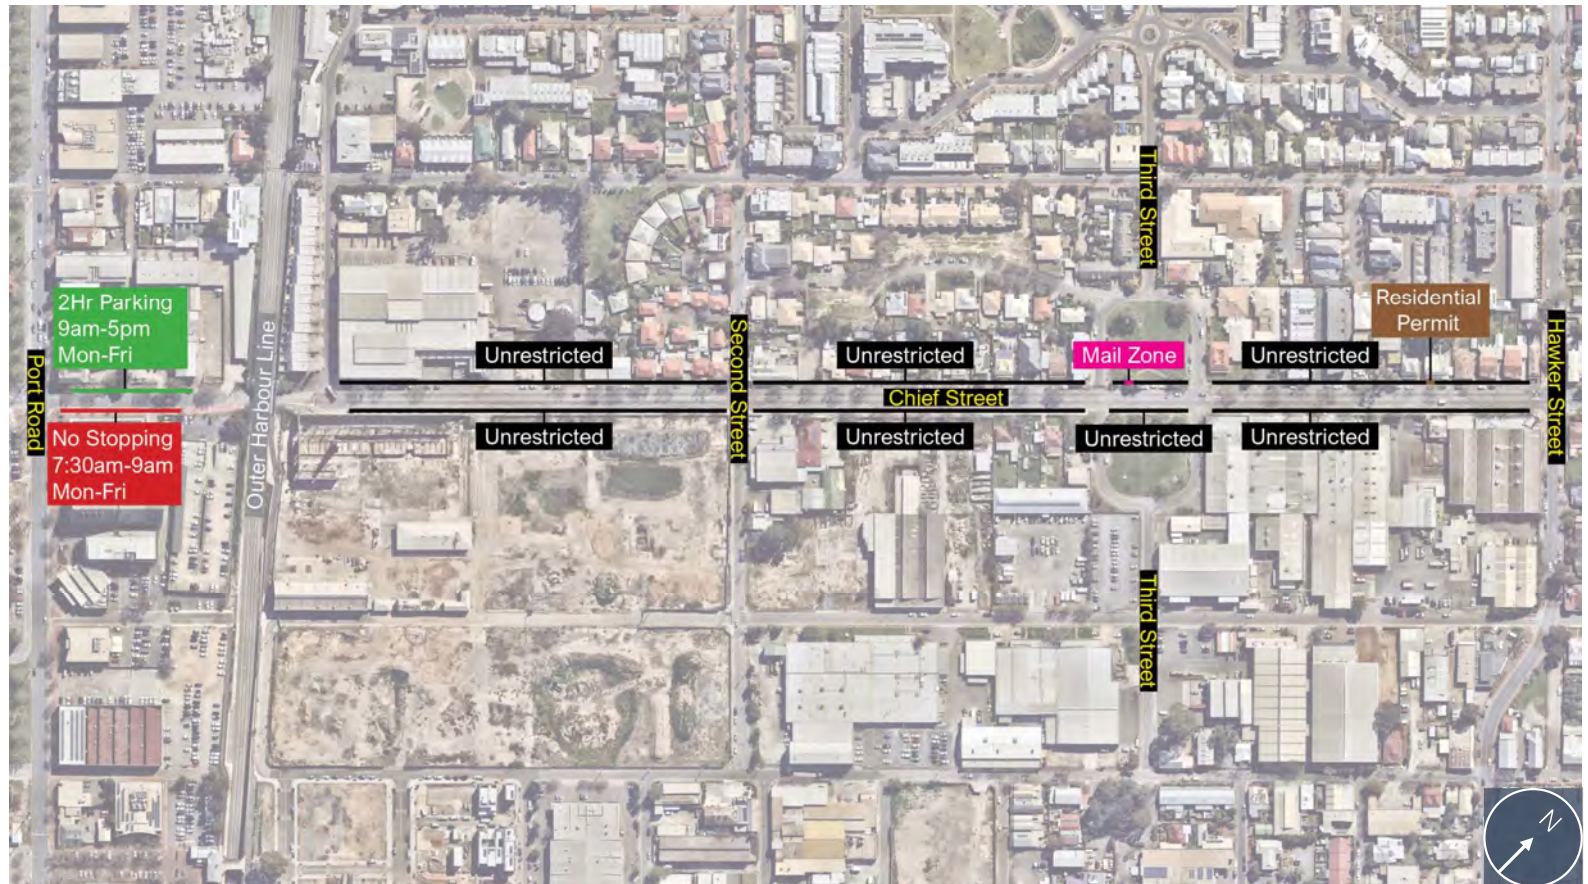 Third Street
2Hr Parking
9am-5pm
Mon-Fri
Residential
Permit
Port Road
Outer Harbour Line
Unrestricted
Second Street
Unrestricted
Mail Zone
Unrestricted
Hawker Street
Chief Street
No Stopping
7:30am-9am
Mon-Fri
Unrestricted
Unrestricted
Unrestricted
Unrestricted
Third Street
N